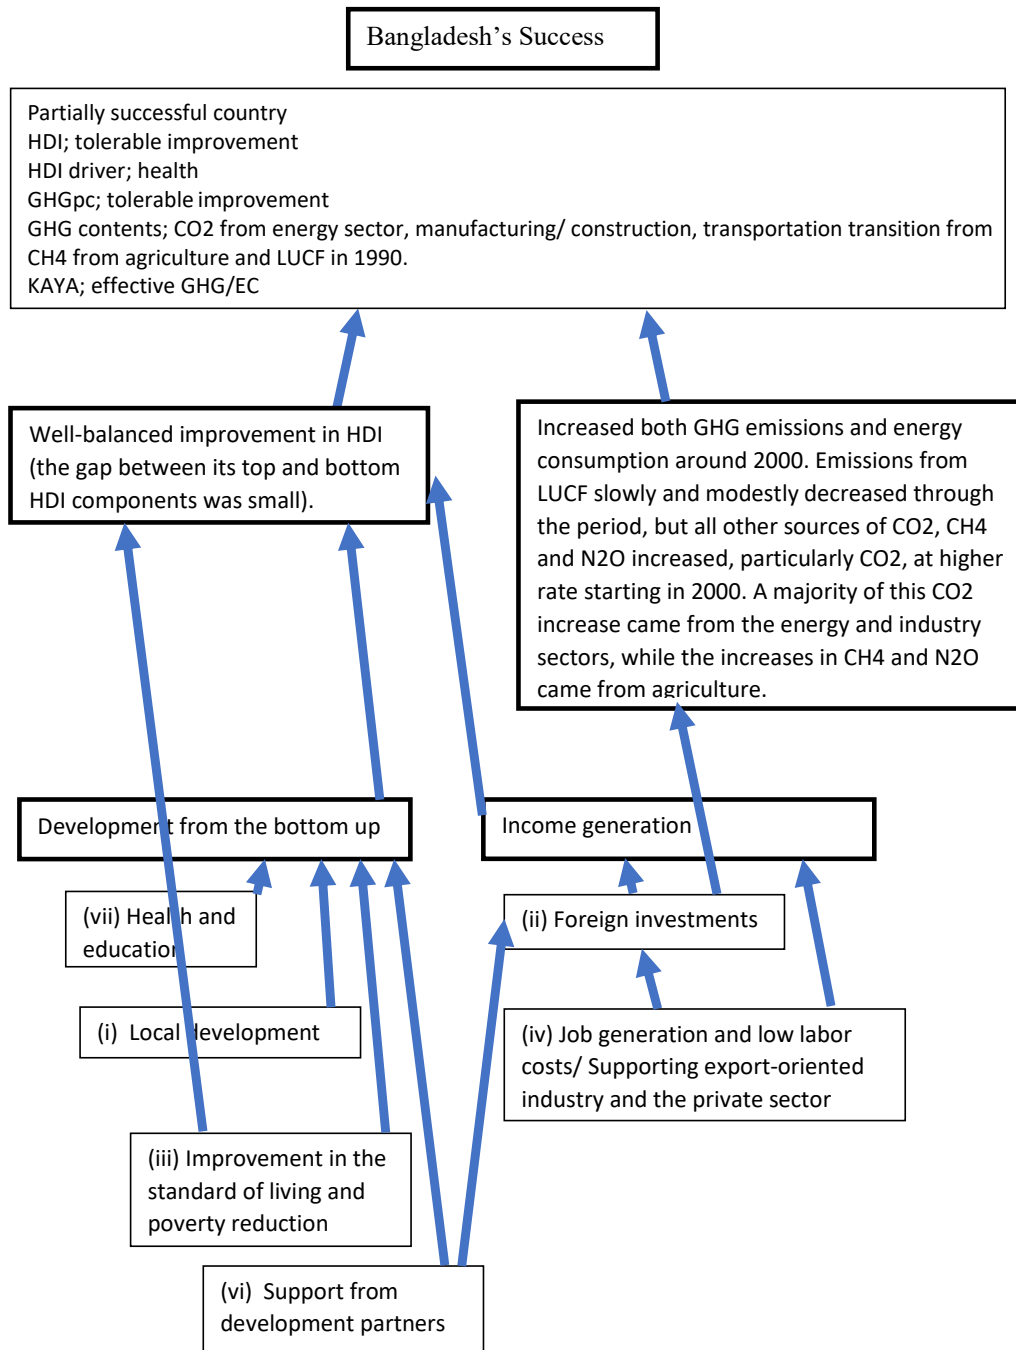 Bangladesh’s Success
Partially successful country
HDI; tolerable improvement
HDI driver; health
GHGpc; tolerable improvement
GHG contents; CO2 from energy sector, manufacturing/ construction, transportation transition from
CH4 from agriculture and LUCF in 1990.
KAYA; effective GHG/EC
Well-balanced improvement in HDI
(the gap between its top and bottom
HDI components was small).
Increased both GHG emissions and energy
consumption around 2000. Emissions from
LUCF slowly and modestly decreased through
the period, but all other sources of CO2, CH4
and N2O increased, particularly CO2, at higher
rate starting in 2000. A majority of this CO2
increase came from the energy and industry
sectors, while the increases in CH4 and N2O
came from agriculture.
Development from the bottom up
Income generation
(vii) Health and
education
(ii) Foreign investments
(i) Local development
(iv) Job generation and low labor
costs/ Supporting export-oriented
industry and the private sector
(iii) Improvement in the
standard of living and
poverty reduction
(vi) Support from
development partners